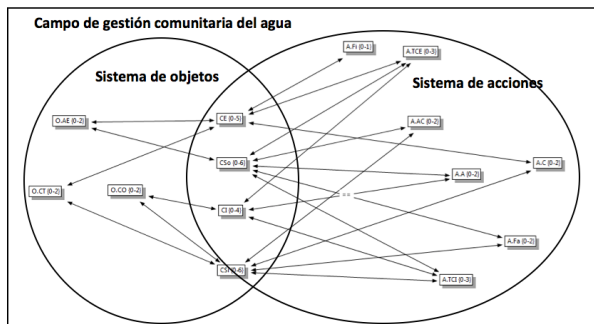 Campo de gestión comunitaria del agua
Sistema de objetos
Sistema de acciones
A.Fi (0-1)
A.TCE (0-3)
O.AE (0-2)
CE (0-5)
A.AC (0-2)
CSo (0-6)
A.C (0-2)
A.A (0-2)
O.CT (0-2)
O.CO (0-2)
==
CI (0-4)
A.Fa (0-2)
CSi (0-6)
A.TCI (0-3)